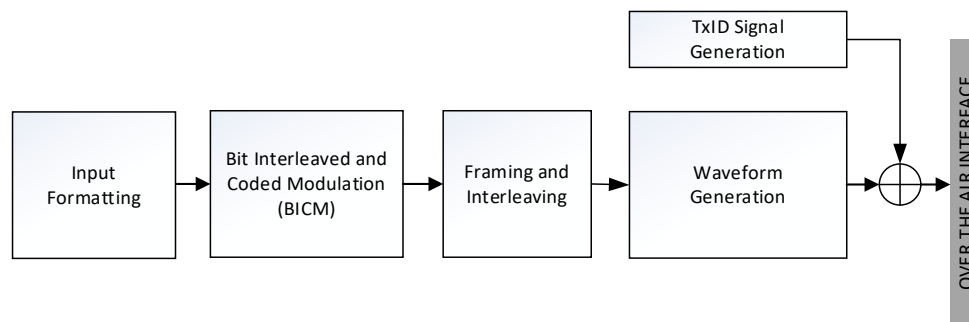 TxID Signal
Generation
Input
Formatting
Bit Interleaved and
Coded Modulation
(BICM)
Framing and
Interleaving
Waveform
Generation
OVER THE AIR INTERFACE